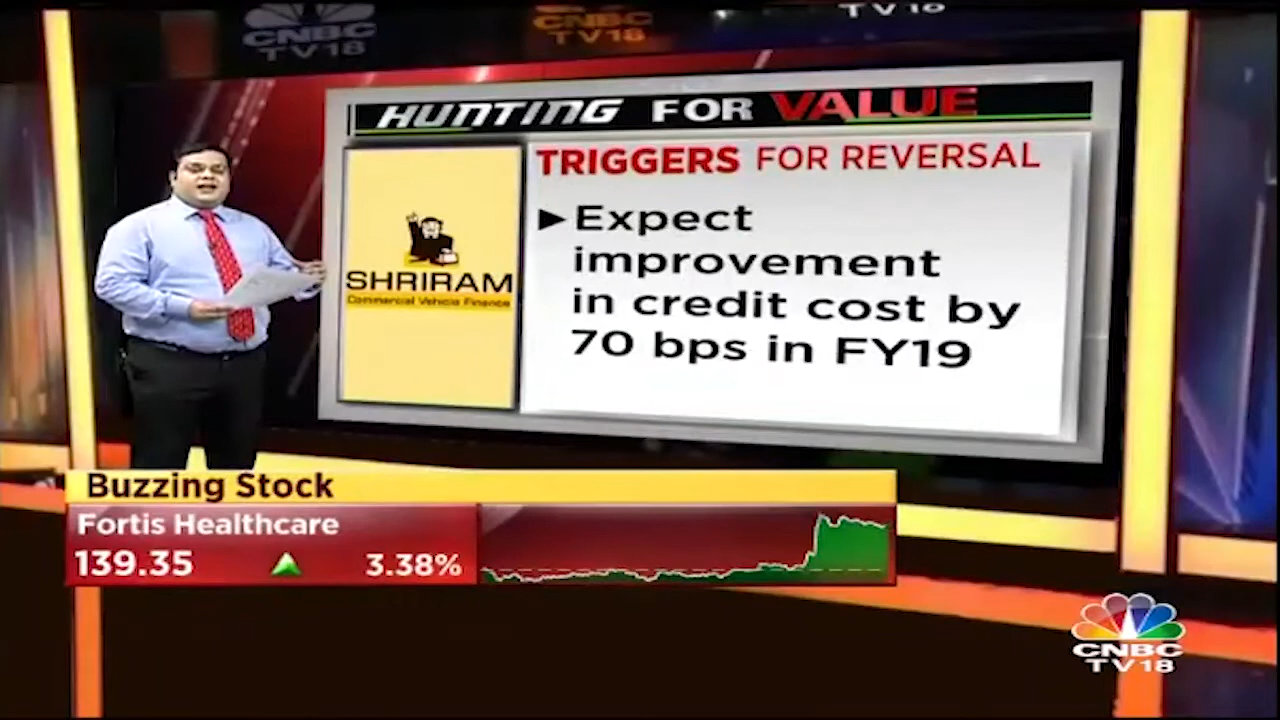 CNBC
TV18
CNBC
TV18
TV18
HUNTING FOR VALUE
TRIGGERS FOR REVERSAL
►Expect
improvement
in credit cost by
70 bps in FY19
SHRIRAM
Commercial Vehicle Finance
Buzzing Stock
Fortis Healthcare
139.35 ▲ 3.38%
CNBC
TV18